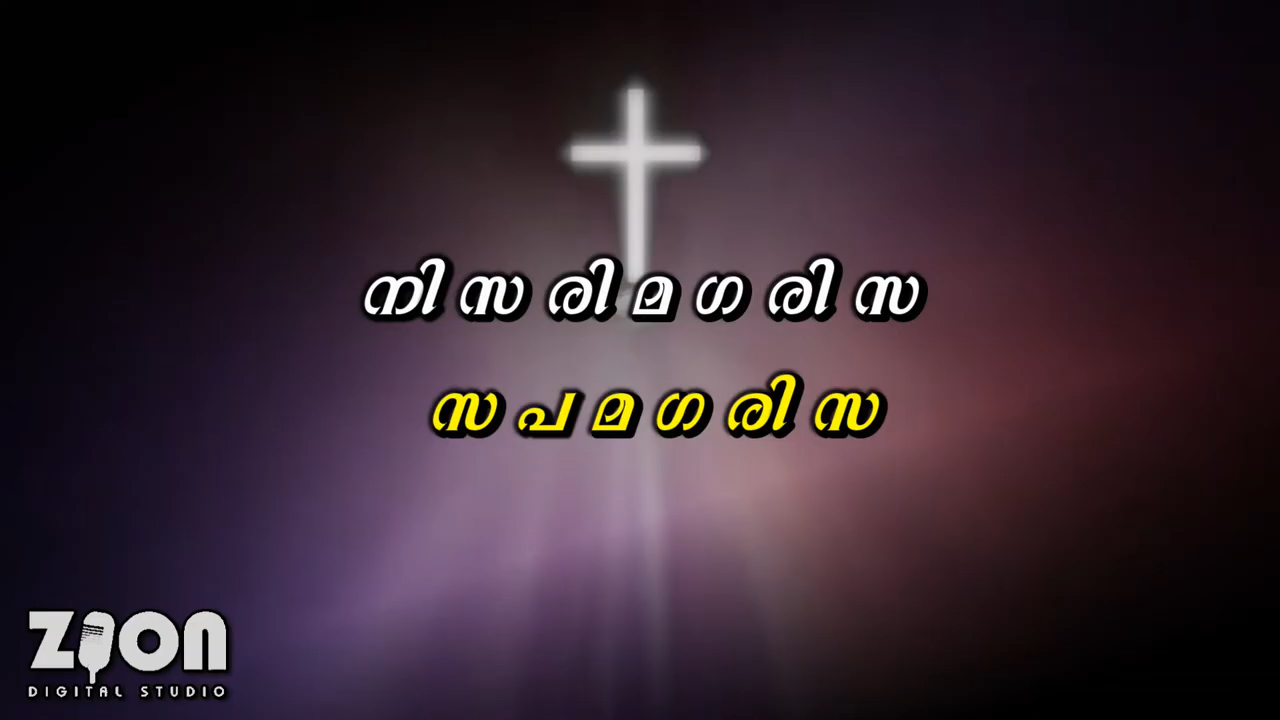 നി സ രി മ ഗ രി സ
സ പ മ ഗ രി സ
ZION
DIGITAL STUDIO